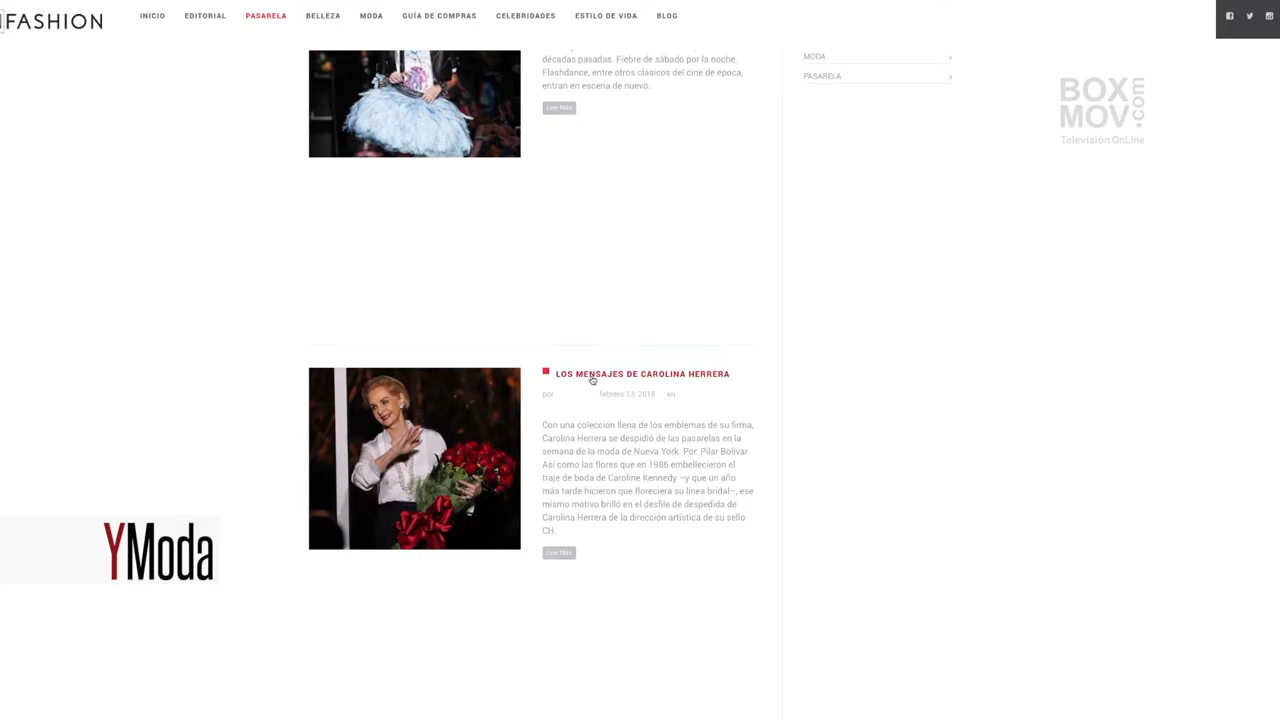 FASHION
INICIO EDITORIAL PASARELA BELLEZA MODA GUÍA DE COMPRAS CELEBRIDADES ESTILO DE VIDA BLOG
décadas pasadas. Fiebre de sábado por la noche,
Flashdance, entre otros clásicos del cine de epoca,
entran en escena de nuevo.
Leer Más
MODA
PASARELA
BOX
MOV.com
Televisión OnLine
LOS MENSAJES DE CAROLINA HERRERA
por febrero 13, 2018 en
Con una colección llena de los emblemas de su firma,
Carolina Herrera se despidió de las pasarelas en la
semana de la moda de Nueva York. Por: Pilar Bolívar
Así como las flores que en 1986 embellecieron el
traje de boda de Caroline Kennedy –y que un año
más tarde hicieron que floreciera su línea bridal–, ese
mismo motivo brilló en el desfile de despedida de
Carolina Herrera de la dirección artística de su sello
CH.
Leer Más
YModa